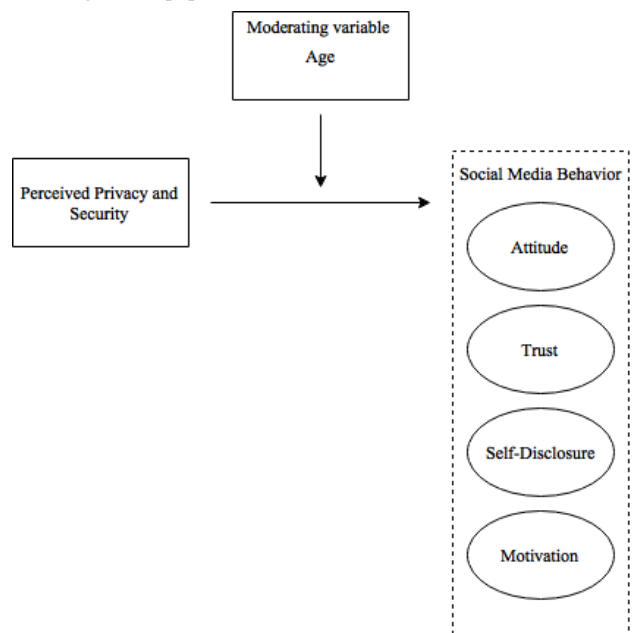 Moderating variable
Age
Perceived Privacy and
Security
Social Media Behavior
Attitude
Trust
Self-Disclosure
Motivation